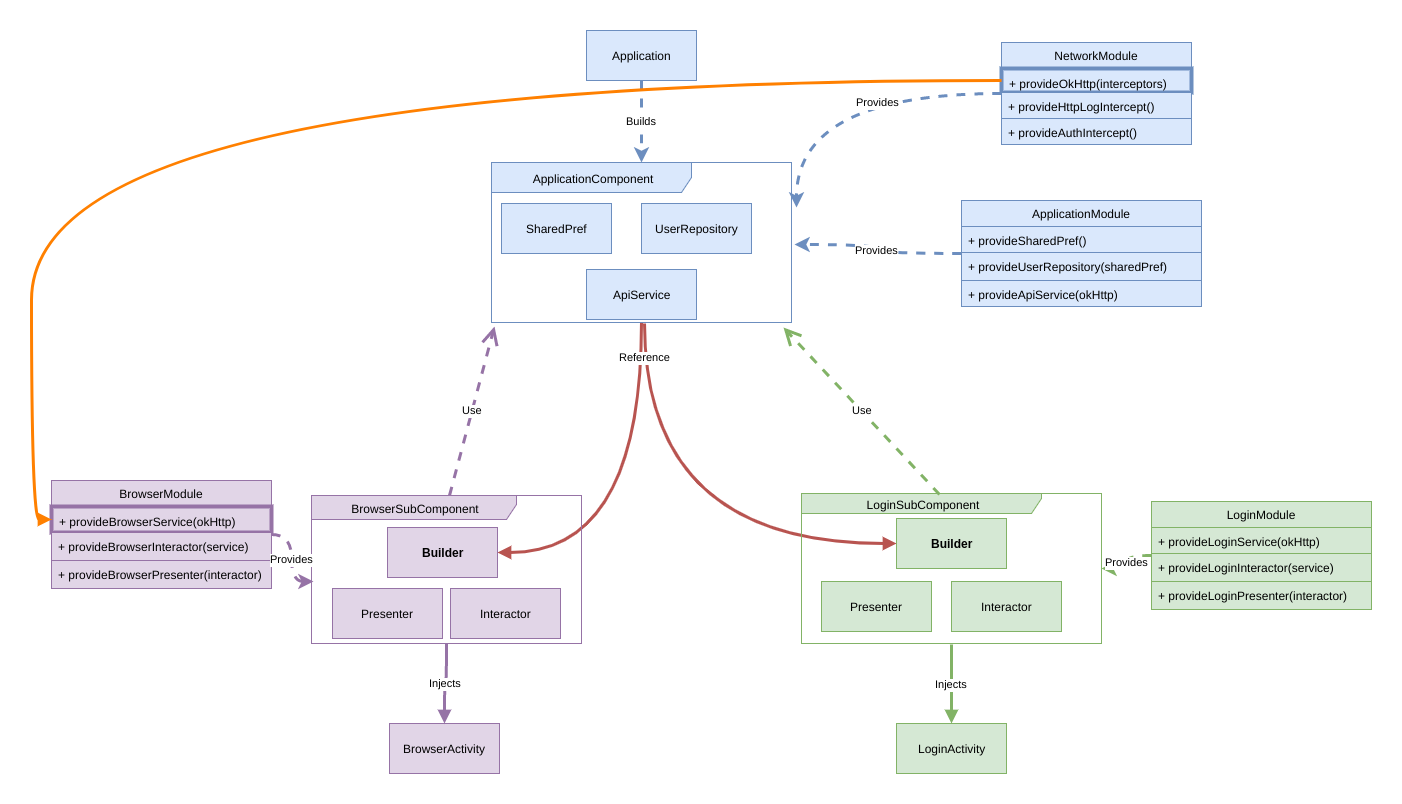 Application
Builds
NetworkModule
+ provideOkHttp(interceptors)
+ provideHttpLogIntercept()
+ provideAuthIntercept()
Provides
ApplicationComponent
SharedPref
UserRepository
ApiService
ApplicationModule
+ provideSharedPref()
+ provideUserRepository(sharedPref)
+ provideApiService(okHttp)
Provides
Reference
Use
Use
BrowserModule
+ provideBrowserService(okHttp)
+ provideBrowserInteractor(service)
+ provideBrowserPresenter(interactor)
Provides
BrowserSubComponent
Builder
Presenter
Interactor
LoginSubComponent
Builder
Presenter
Interactor
Provides
LoginModule
+ provideLoginService(okHttp)
+ provideLoginInteractor(service)
+ provideLoginPresenter(interactor)
Injects
Injects
BrowserActivity
LoginActivity